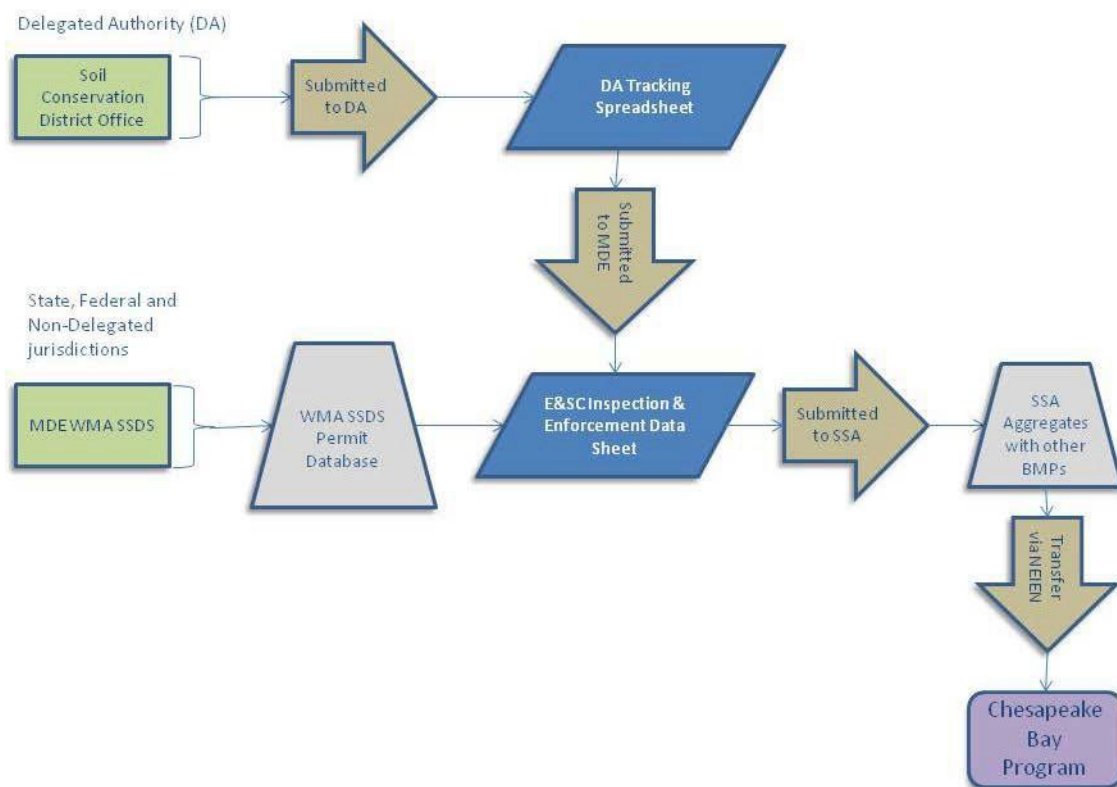 Delegated Authority (DA)
Soil
Conservation
District Office
Submitted
to DA
DA Tracking
Spreadsheet
Submitted
to MDE
State, Federal and
Non-Delegated
jurisdictions
MDE WMA SSDS
WMA SSDS
Permit
Database
E&SC Inspection &
Enforcement Data
Sheet
Submitted
to SSA
SSA
Aggregates
with other
BMPs
Transfer
via NEIEN
Chesapeake
Bay
Program